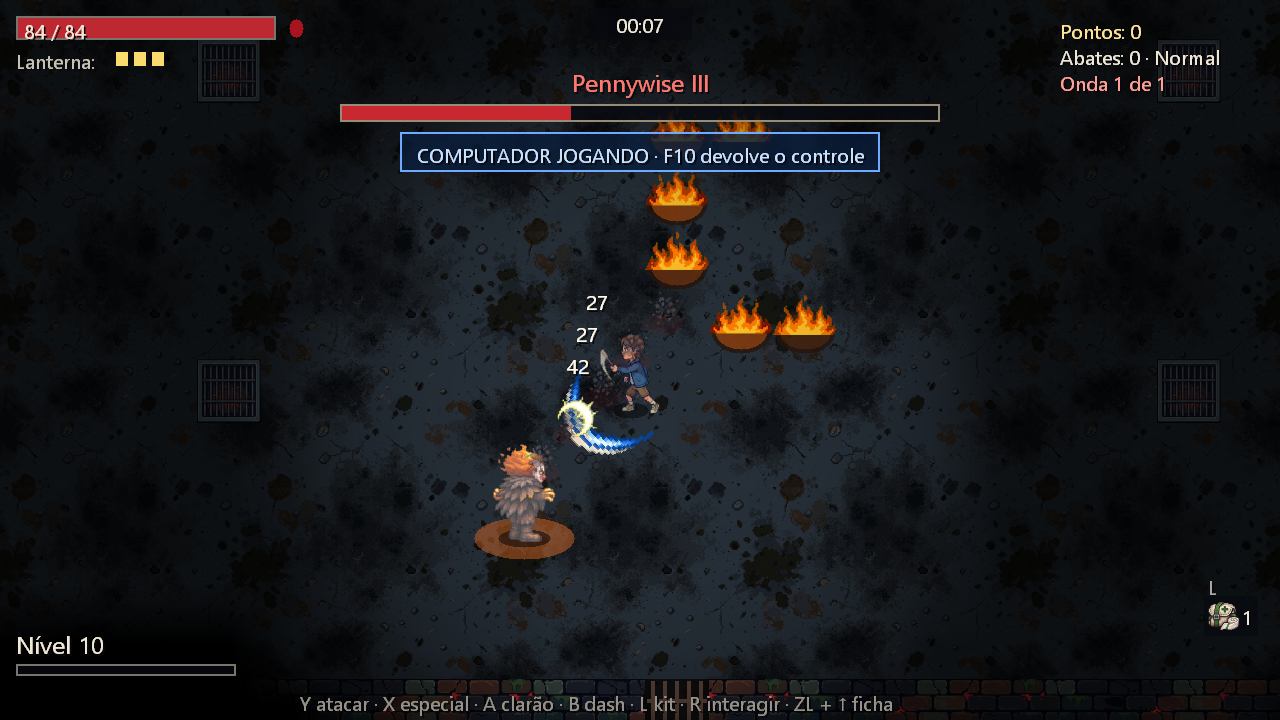 84 / 84
00:07
Pontos: 0
Lanterna:
Abates: 0 · Normal
Onda 1 de 1
Pennywise III
COMPUTADOR JOGANDO · F10 devolve o controle
27
27
42
L
1
Nível 10
Y atacar · X especial · A clarão · B dash · L kit · R interagir · ZL + ↑ ficha